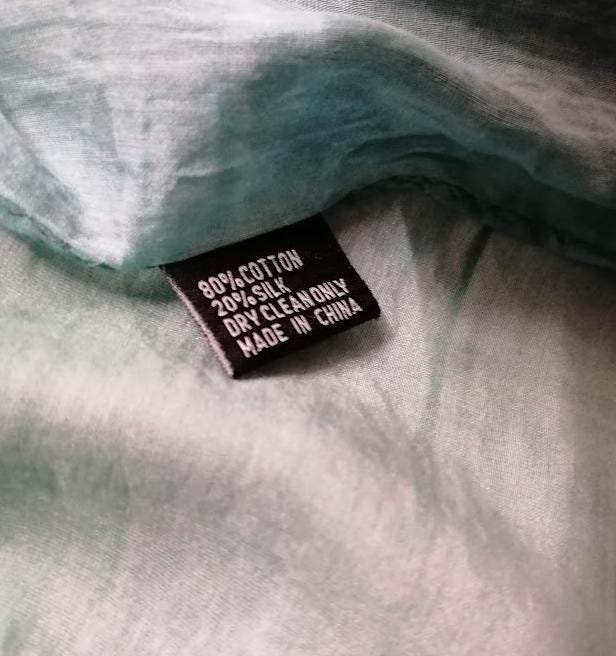 80%COTTON
20%SILK
DRY CLEAN ONLY
MADE IN CHINA